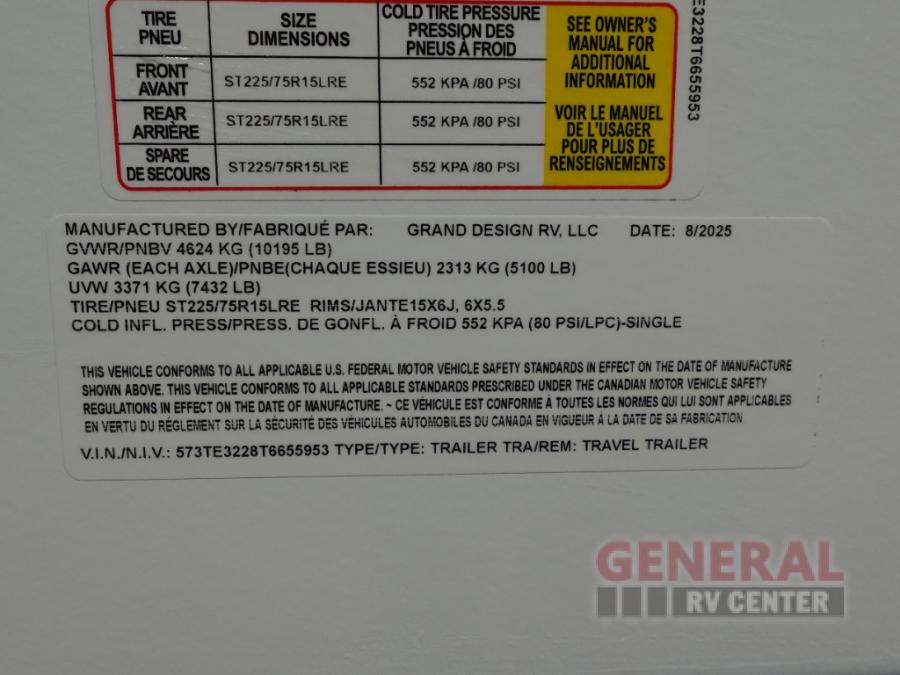 TIRE
PNEU
SIZE
DIMENSIONS
COLD TIRE PRESSURE
PRESSION DES
PNEUS À FROID
SEE OWNER'S
MANUAL FOR
ADDITIONAL
INFORMATION
VOIR LE MANUEL
DE L'USAGER
POUR PLUS DE
RENSEIGNEMENTS
FRONT
AVANT
ST225/75R15LRE
552 KPA /80 PSI
REAR
ARRIÈRE
ST225/75R15LRE
552 KPA /80 PSI
SPARE
DE SECOURS
ST225/75R15LRE
552 KPA /80 PSI
E3228T6655953
MANUFACTURED BY/FABRIQUÉ PAR: GRAND DESIGN RV, LLC DATE: 8/2025
GVWR/PNBV 4624 KG (10195 LB)
GAWR (EACH AXLE)/PNBE(CHAQUE ESSIEU) 2313 KG (5100 LB)
UVW 3371 KG (7432 LB)
TIRE/PNEU ST225/75R15LRE RIMS/JANTE15X6J, 6X5.5
COLD INFL. PRESS/PRESS. DE GONFL. À FROID 552 KPA (80 PSI/LPC)-SINGLE
THIS VEHICLE CONFORMS TO ALL APPLICABLE U.S. FEDERAL MOTOR VEHICLE SAFETY STANDARDS IN EFFECT ON THE DATE OF MANUFACTURE
SHOWN ABOVE. THIS VEHICLE CONFORMS TO ALL APPLICABLE STANDARDS PRESCRIBED UNDER THE CANADIAN MOTOR VEHICLE SAFETY
REGULATIONS IN EFFECT ON THE DATE OF MANUFACTURE. ~ CE VÉHICULE EST CONFORME À TOUTES LES NORMES QUI LUI SONT APPLICABLES
EN VERTU DU RÉGLEMENT SUR LA SÉCURITÉ DES VÉHICULES AUTOMOBILES DU CANADA EN VIGUEUR À LA DATE DE SA FABRICATION
V.I.N./N.I.V.: 573TE3228T6655953 TYPE/TYPE: TRAILER TRA/REM: TRAVEL TRAILER
GENERAL
RV CENTER